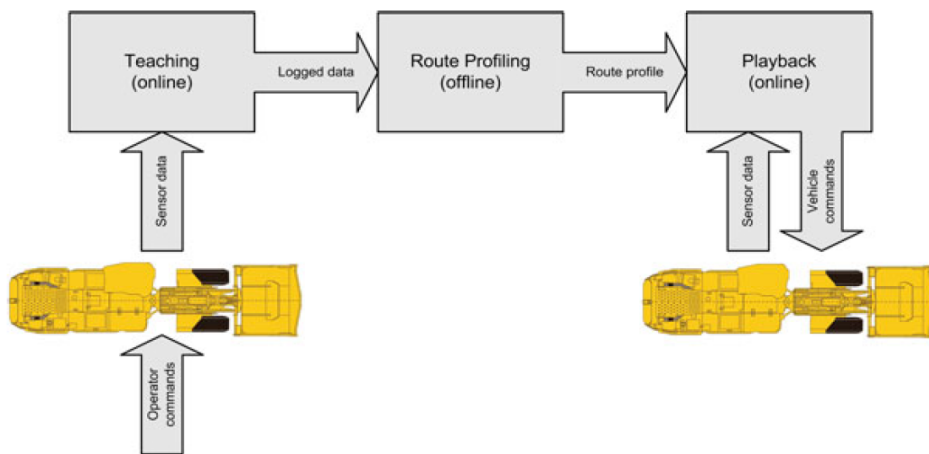 Teaching
(online)
Logged data
Route Profiling
(offline)
Route profile
Playback
(online)
Sensor data
Sensor data
Vehicle
commands
Operator
commands